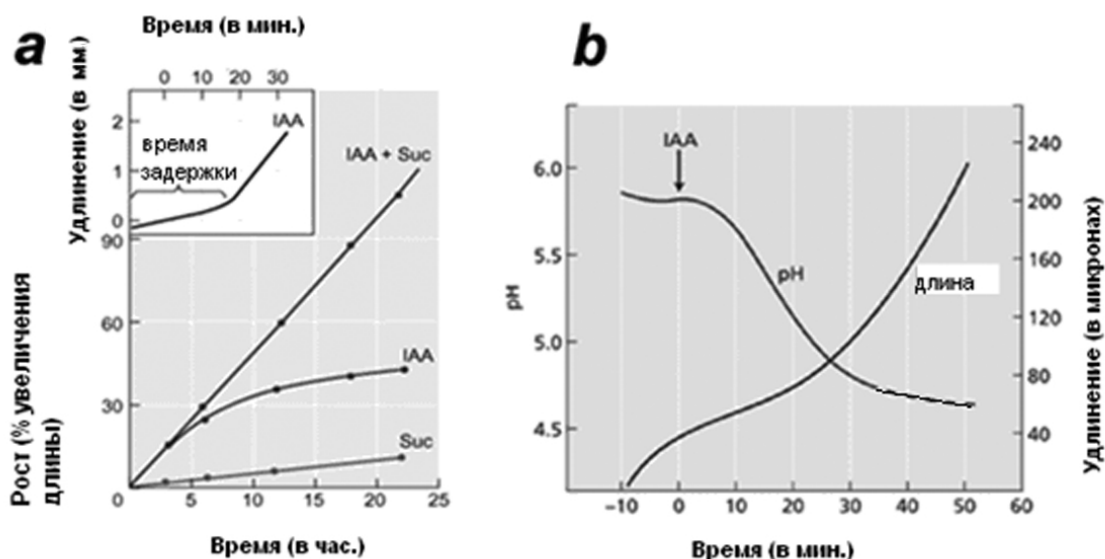 a
Время (в мин.)
Удлинение (в мм)
0 10 20 30
2
1
0
IAA
время
задержки
IAA + Suc
IAA
Suc
90
60
30
0
5 10 15 20 25
Рост (% увеличения
длины)
Время (в час.)
b
IAA
pH
длина
pH
6.0
5.5
5.0
4.5
240
200
160
120
80
40
Удлинение (в микронах)
-10 0 10 20 30 40 50 60
Время (в мин.)